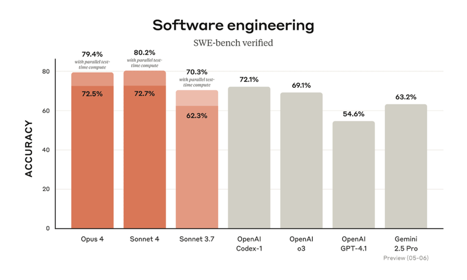 Software engineering
SWE-bench verified
79.4%
with parallel test-
time compute
80.2%
with parallel test-
time compute
70.3%
with parallel test-
time compute
72.5%
72.7%
62.3%
72.1%
69.1%
54.6%
63.2%
ACCURACY
80
60
40
20
0
Opus 4
Sonnet 4
Sonnet 3.7
OpenAI
Codex-1
OpenAI
o3
OpenAI
GPT-4.1
Gemini
2.5 Pro
Preview (05-06)